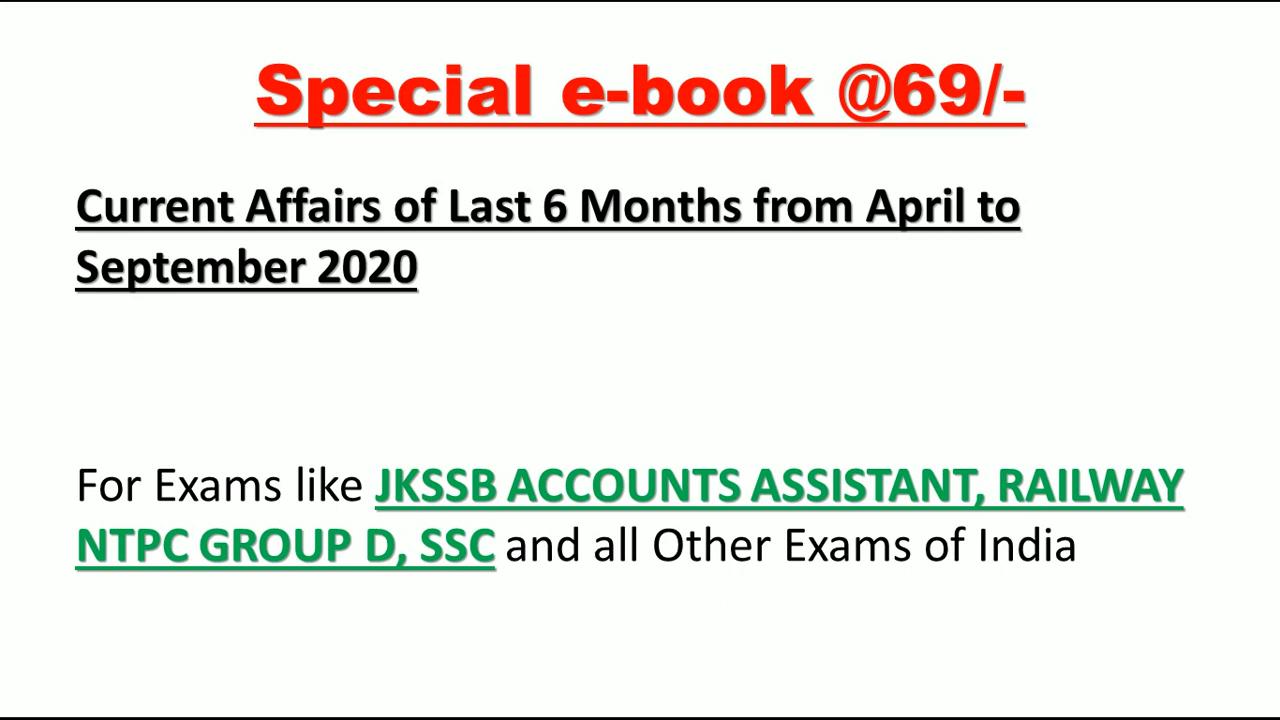 Special e-book @69/-
Current Affairs of Last 6 Months from April to
September 2020
For Exams like JKSSB ACCOUNTS ASSISTANT, RAILWAY
NTPC GROUP D, SSC and all Other Exams of India